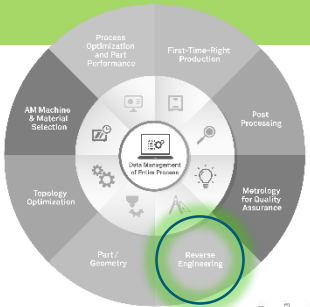 Process
Optimization
and Part
Performance
First-Time-Right
Production
AM Machine
& Material
Selection
Post
Processing
Data Management
of Entire Process
Topology
Optimization
Metrology
for Quality
Assurance
Part /
Geometry
Reverse
Engineering